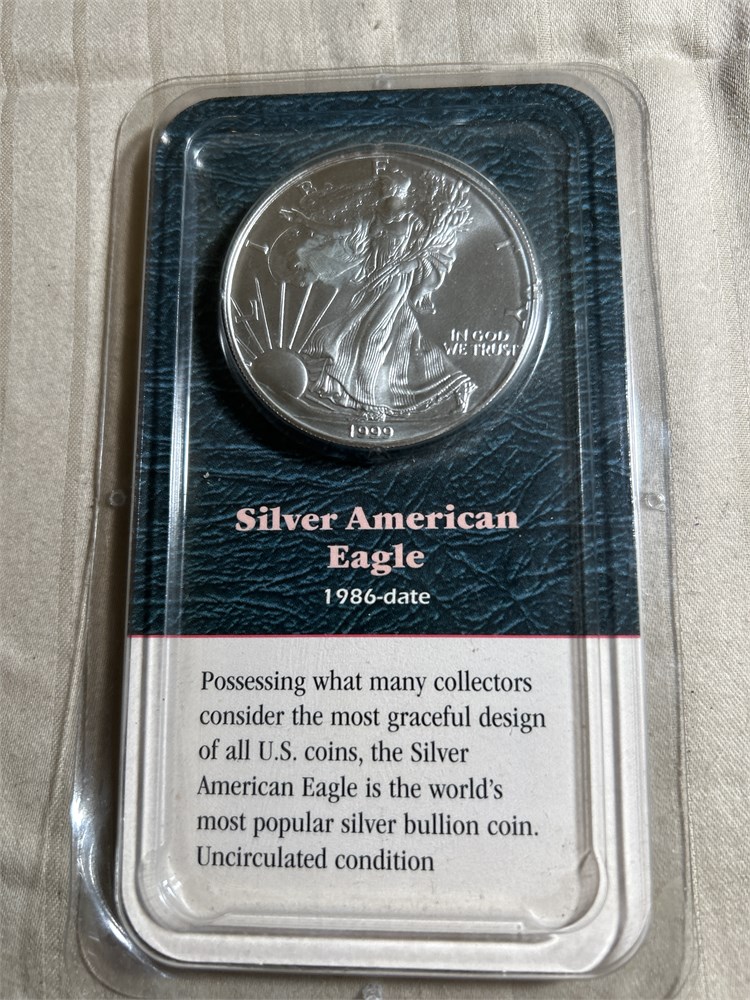 LIBERTY
IN GOD
WE TRUST
1999
Silver American
Eagle
1986-date
Possessing what many collectors
consider the most graceful design
of all U.S. coins, the Silver
American Eagle is the world's
most popular silver bullion coin.
Uncirculated condition